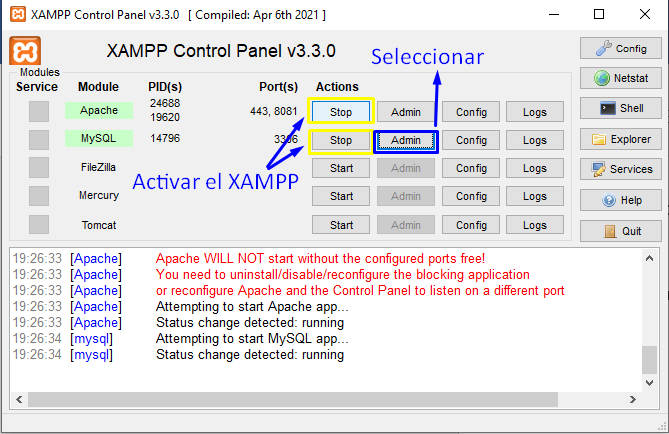 XAMPP Control Panel v3.3.0 [ Compiled: Apr 6th 2021 ]
XAMPP Control Panel v3.3.0
Seleccionar
Config
Modules
Service Module PID(s) Port(s) Actions
Netstat
Apache 24688 19620 443, 8081 Stop Admin Config Logs
Shell
MySQL 14796 3306 Stop Admin Config Logs
Explorer
FileZilla Start Admin Config Logs
Services
Activar el XAMPP
Mercury Start Admin Config Logs
Help
Tomcat Start Admin Config Logs
Quit
19:26:33 [Apache] Apache WILL NOT start without the configured ports free!
19:26:33 [Apache] You need to uninstall/disable/reconfigure the blocking application
19:26:33 [Apache] or reconfigure Apache and the Control Panel to listen on a different port
19:26:33 [Apache] Attempting to start Apache app...
19:26:33 [Apache] Status change detected: running
19:26:34 [mysql] Attempting to start MySQL app...
19:26:34 [mysql] Status change detected: running